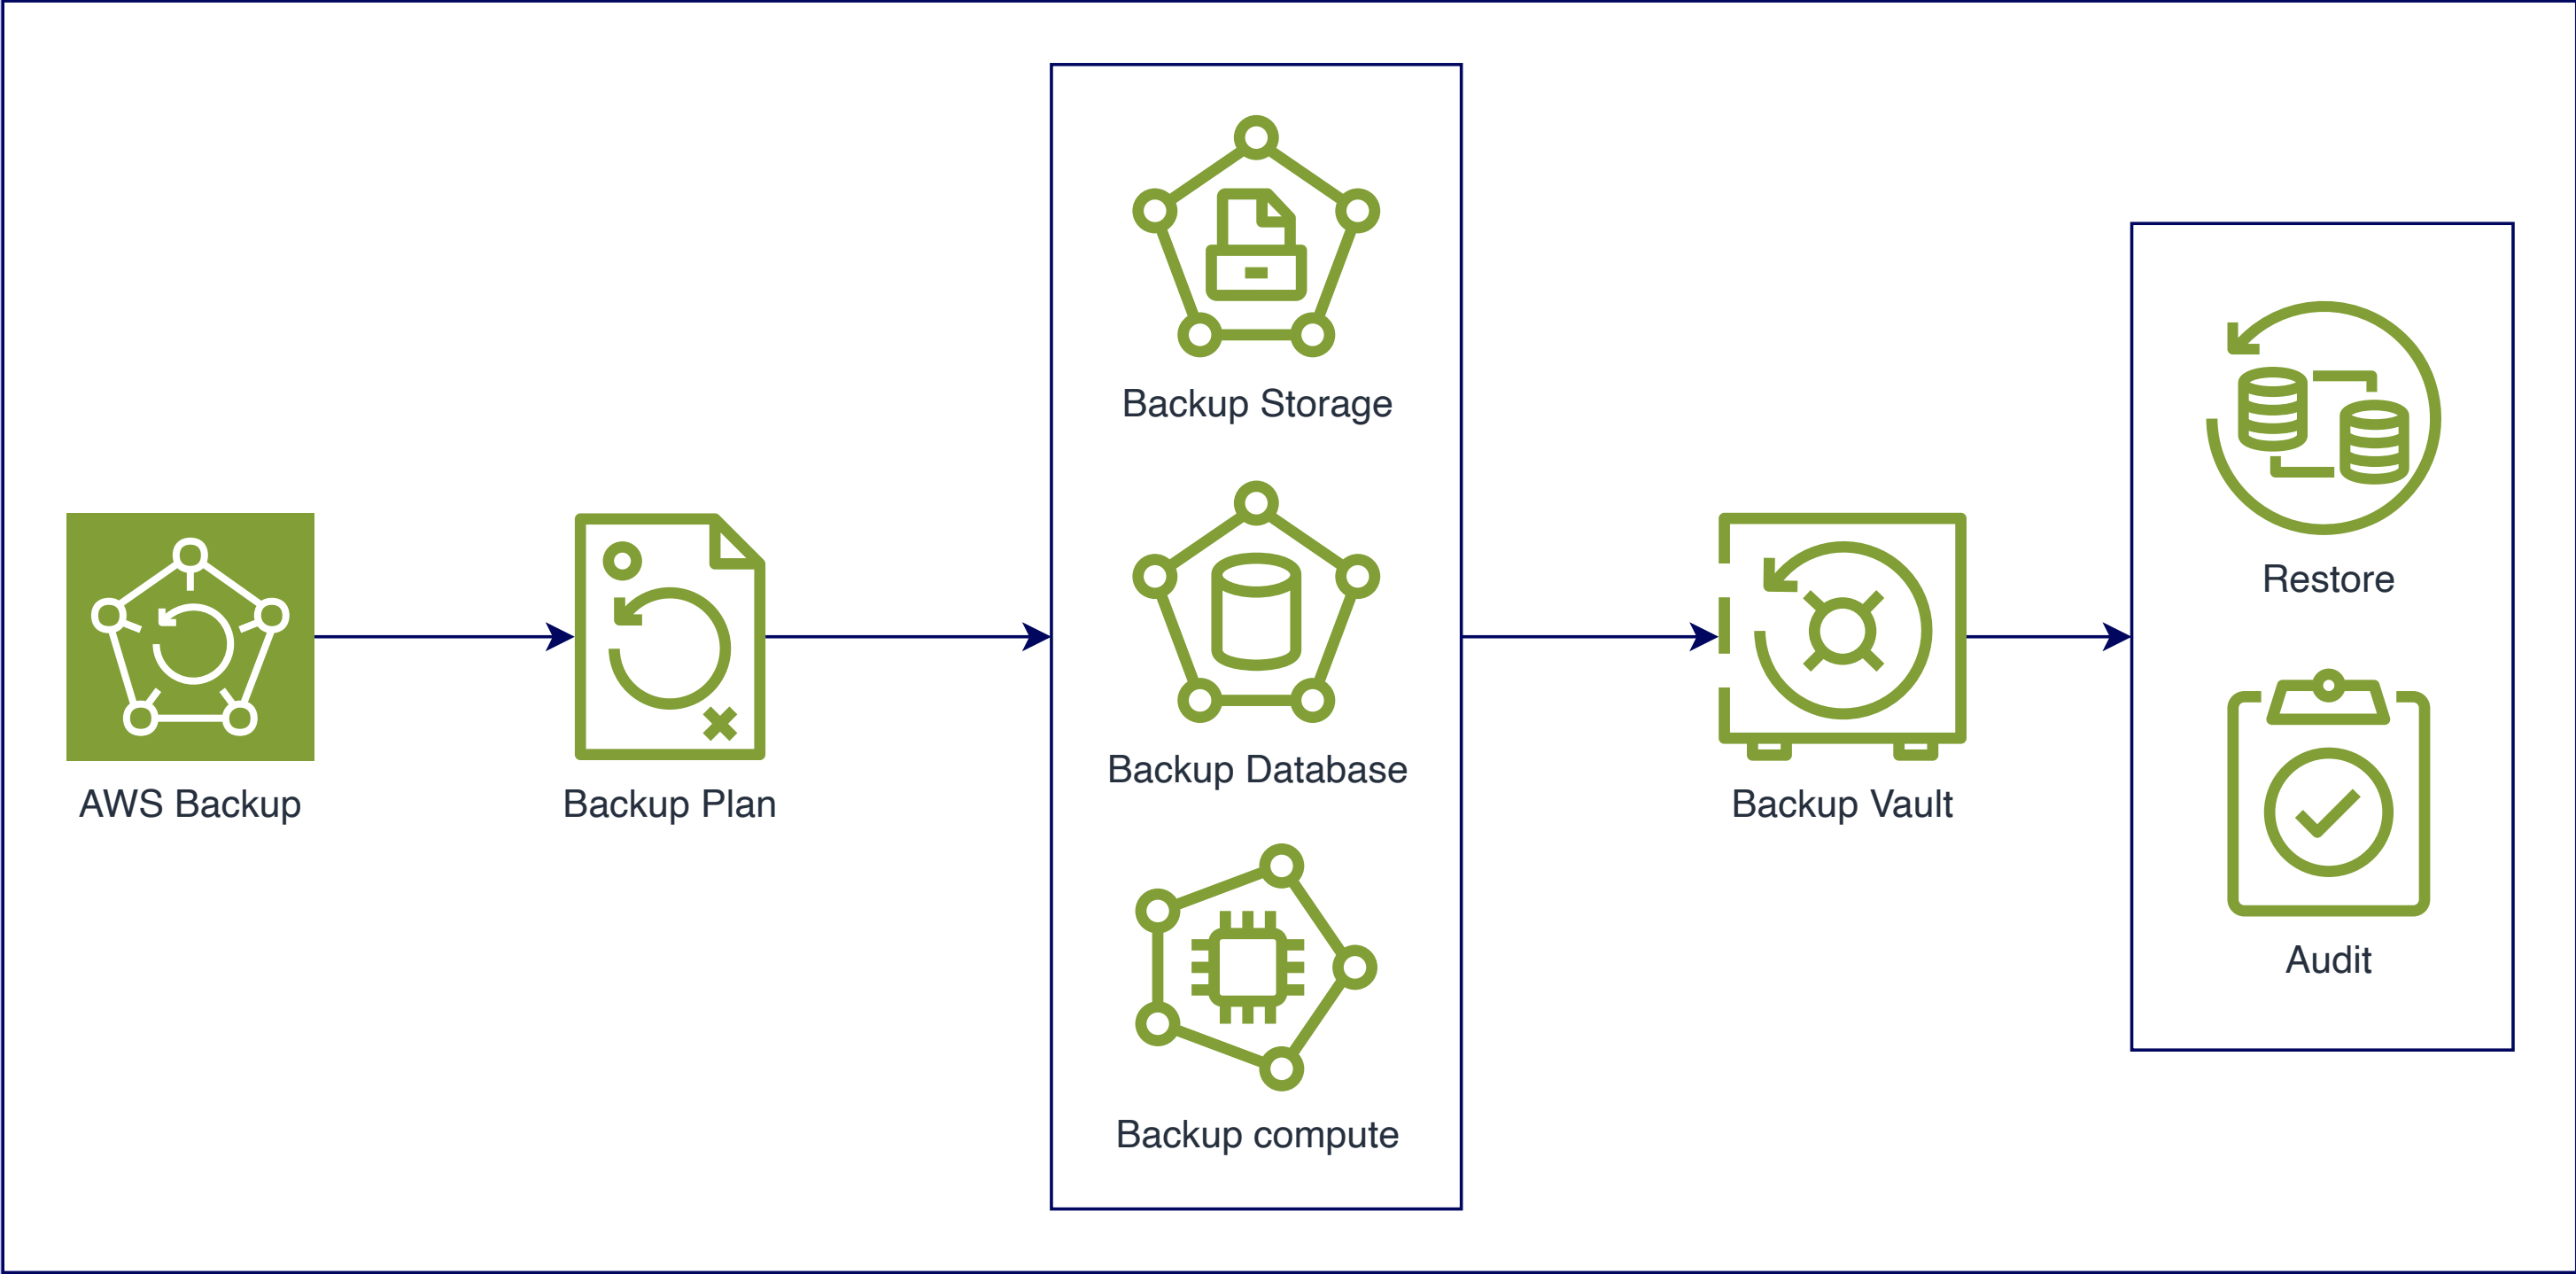 AWS Backup
Backup Plan
Backup Storage
Backup Database
Backup compute
Backup Vault
Restore
Audit